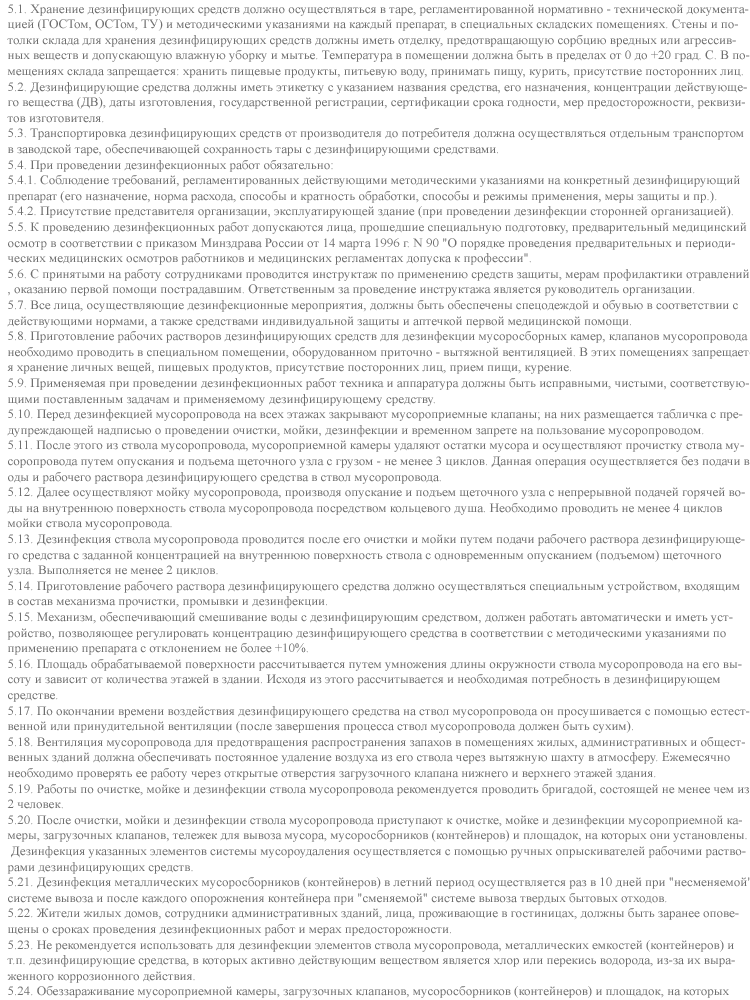 5.1. Хранение дезинфицирующих средств должно осуществляться в таре, регламентированной нормативно - технической документа-
цией (ГОСТом, ОСТом, ТУ) и методическими указаниями на каждый препарат, в специальных складских помещениях. Стены и по-
толки склада для хранения дезинфицирующих средств должны иметь отделку, предотвращающую сорбцию вредных или агрессив-
ных веществ и допускающую влажную уборку и мытье. Температура в помещении должна быть в пределах от 0 до +20 град. С. В по-
мещениях склада запрещается: хранить пищевые продукты, питьевую воду, принимать пищу, курить, присутствие посторонних лиц.
5.2. Дезинфицирующие средства должны иметь этикетку с указанием названия средства, его назначения, концентрации действующе-
го вещества (ДВ), даты изготовления, государственной регистрации, сертификации срока годности, мер предосторожности, реквизи-
тов изготовителя.
5.3. Транспортировка дезинфицирующих средств от производителя до потребителя должна осуществляться отдельным транспортом
в заводской таре, обеспечивающей сохранность тары с дезинфицирующими средствами.
5.4. При проведении дезинфекционных работ обязательно:
5.4.1. Соблюдение требований, регламентированных действующими методическими указаниями на конкретный дезинфицирующий
препарат (его назначение, норма расхода, способы и кратность обработки, способы и режимы применения, меры защиты и пр.).
5.4.2. Присутствие представителя организации, эксплуатирующей здание (при проведении дезинфекции сторонней организацией).
5.5. К проведению дезинфекционных работ допускаются лица, прошедшие специальную подготовку, предварительный медицинский
осмотр в соответствии с приказом Минздрава России от 14 марта 1996 г. N 90 "О порядке проведения предварительных и периоди-
ческих медицинских осмотров работников и медицинских регламентах допуска к профессии".
5.6. С принятыми на работу сотрудниками проводится инструктаж по применению средств защиты, мерам профилактики отравлений
, оказанию первой помощи пострадавшим. Ответственным за проведение инструктажа является руководитель организации.
5.7. Все лица, осуществляющие дезинфекционные мероприятия, должны быть обеспечены спецодеждой и обувью в соответствии с
действующими нормами, а также средствами индивидуальной защиты и аптечкой первой медицинской помощи.
5.8. Приготовление рабочих растворов дезинфицирующих средств для дезинфекции мусоросборных камер, клапанов мусоропровода
необходимо проводить в специальном помещении, оборудованном приточно - вытяжной вентиляцией. В этих помещениях запрещает
я хранение личных вещей, пищевых продуктов, присутствие посторонних лиц, прием пищи, курение.
5.9. Применяемая при проведении дезинфекционных работ техника и аппаратура должны быть исправными, чистыми, соответствую-
щими поставленным задачам и применяемому дезинфицирующему средству.
5.10. Перед дезинфекцией мусоропровода на всех этажах закрывают мусороприемные клапаны; на них размещается табличка с пре-
дупреждающей надписью о проведении очистки, мойки, дезинфекции и временном запрете на пользование мусоропроводом.
5.11. После этого из ствола мусоропровода, мусороприемной камеры удаляют остатки мусора и осуществляют прочистку ствола му-
соропровода путем опускания и подъема щеточного узла с грузом - не менее 3 циклов. Данная операция осуществляется без подачи в
оды и рабочего раствора дезинфицирующего средства в ствол мусоропровода.
5.12. Далее осуществляют мойку мусоропровода, производя опускание и подъем щеточного узла с непрерывной подачей горячей во-
ды на внутреннюю поверхность ствола мусоропровода посредством кольцевого душа. Необходимо проводить не менее 4 циклов
мойки ствола мусоропровода.
5.13. Дезинфекция ствола мусоропровода проводится после его очистки и мойки путем подачи рабочего раствора дезинфицирующе-
го средства с заданной концентрацией на внутреннюю поверхность ствола с одновременным опусканием (подъемом) щеточного
узла. Выполняется не менее 2 циклов.
5.14. Приготовление рабочего раствора дезинфицирующего средства должно осуществляться специальным устройством, входящим
в состав механизма прочистки, промывки и дезинфекции.
5.15. Механизм, обеспечивающий смешивание воды с дезинфицирующим средством, должен работать автоматически и иметь уст-
ройство, позволяющее регулировать концентрацию дезинфицирующего средства в соответствии с методическими указаниями по
применению препарата с отклонением не более +10%.
5.16. Площадь обрабатываемой поверхности рассчитывается путем умножения длины окружности ствола мусоропровода на его вы-
соту и зависит от количества этажей в здании. Исходя из этого рассчитывается и необходимая потребность в дезинфицирующем
средстве.
5.17. По окончании времени воздействия дезинфицирующего средства на ствол мусоропровода он просушивается с помощью естест-
венной или принудительной вентиляции (после завершения процесса ствол мусоропровода должен быть сухим).
5.18. Вентиляция мусоропровода для предотвращения распространения запахов в помещениях жилых, административных и общест-
венных зданий должна обеспечивать постоянное удаление воздуха из его ствола через вытяжную шахту в атмосферу. Ежемесячно
необходимо проверять ее работу через открытые отверстия загрузочного клапана нижнего и верхнего этажей здания.
5.19. Работы по очистке, мойке и дезинфекции ствола мусоропровода рекомендуется проводить бригадой, состоящей не менее чем из
2 человек.
5.20. После очистки, мойки и дезинфекции ствола мусоропровода приступают к очистке, мойке и дезинфекции мусороприемной ка-
меры, загрузочных клапанов, тележек для вывоза мусора, мусоросборников (контейнеров) и площадок, на которых они установлены.
Дезинфекция указанных элементов системы мусороудаления осуществляется с помощью ручных опрыскивателей рабочими раство-
рами дезинфицирующих средств.
5.21. Дезинфекция металлических мусоросборников (контейнеров) в летний период осуществляется раз в 10 дней при "несменяемой"
системе вывоза и после каждого опорожнения контейнера при "сменяемой" системе вывоза твердых бытовых отходов.
5.22. Жители жилых домов, сотрудники административных зданий, лица, проживающие в гостиницах, должны быть заранее опове-
щены о сроках проведения дезинфекционных работ и мерах предосторожности.
5.23. Не рекомендуется использовать для дезинфекции элементов ствола мусоропровода, металлических емкостей (контейнеров) и
т.п. дезинфицирующие средства, в которых активно действующим веществом является хлор или перекись водорода, из-за их выра-
женного коррозионного действия.
5.24. Обеззараживание мусороприемной камеры, загрузочных клапанов, мусоросборников (контейнеров) и площадок, на которых